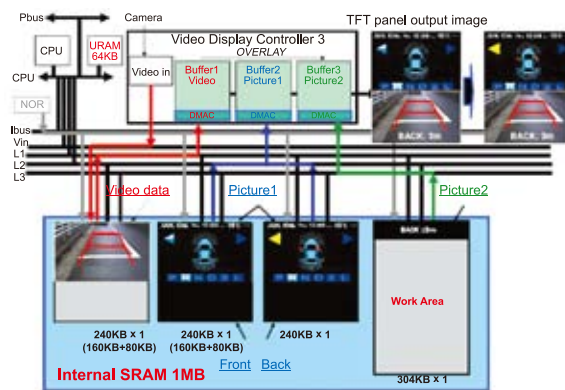 Pbus
Camera
TFT panel output image
CPU
URAM
64KB
Video Display Controller 3
OVERLAY
Video in
Buffer1
Video
Buffer2
Picture1
Buffer3
Picture2
CPU
DMAC
DMAC
DMAC
NOR
BACK: 3m
BACK: 3m
Ibus
Vin
L1
L2
L3
Video data
Picture1
Picture2
Work Area
240KB × 1
(160KB+80KB)
240KB × 1
(160KB+80KB)
240KB × 1
Front
Back
Internal SRAM 1MB
304KB × 1